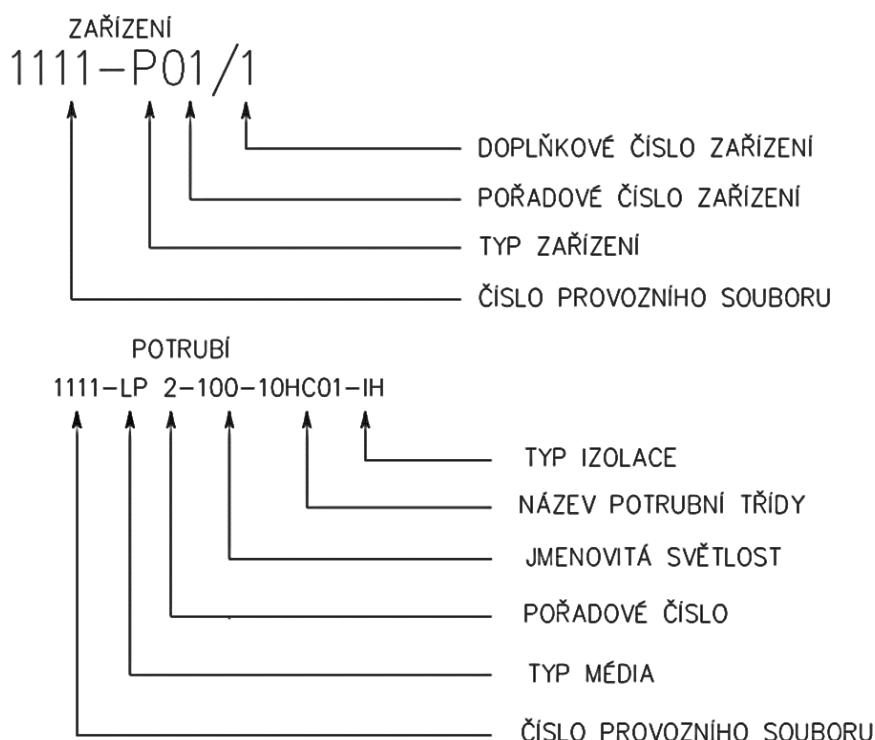 ZAŘÍZENÍ
1111-P01/1
DOPLŇKOVÉ ČÍSLO ZAŘÍZENÍ
POŘADOVÉ ČÍSLO ZAŘÍZENÍ
TYP ZAŘÍZENÍ
ČÍSLO PROVOZNÍHO SOUBORU
POTRUBÍ
1111-LP 2-100-10HC01-IH
TYP IZOLACE
NÁZEV POTRUBNÍ TŘÍDY
JMENOVITÁ SVĚTLOST
POŘADOVÉ ČÍSLO
TYP MÉDIA
ČÍSLO PROVOZNÍHO SOUBORU